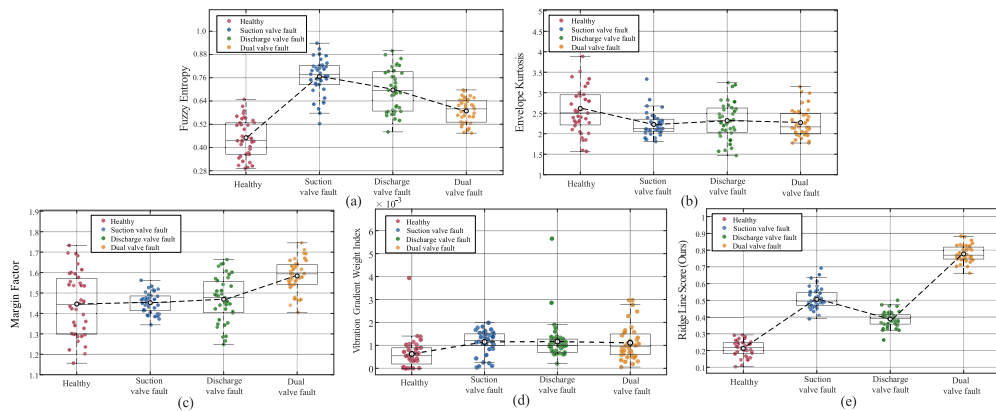 Fuzzy Entropy
1.0
0.88
0.76
0.64
0.52
0.40
0.28
Healthy
Suction valve fault
Discharge valve fault
Dual valve fault
Healthy
Suction
valve fault
Discharge
valve fault
Dual
valve fault
(a)
Envelope Kurtosis
5
4.5
4
3.5
3
2.5
2
1.5
1
Healthy
Suction valve fault
Discharge valve fault
Dual valve fault
Healthy
Suction
valve fault
Discharge
valve fault
Dual
valve fault
(b)
Margin Factor
1.9
1.8
1.7
1.6
1.5
1.4
1.3
1.2
1.1
Healthy
Suction valve fault
Discharge valve fault
Dual valve fault
Healthy
Suction
valve fault
Discharge
valve fault
Dual
valve fault
(c)
Vibration Gradient Weight Index
× 10⁻³
6
5
4
3
2
1
0
Healthy
Suction valve fault
Discharge valve fault
Dual valve fault
Healthy
Suction
valve fault
Discharge
valve fault
Dual
valve fault
(d)
Ridge Line Score (Ours)
1
0.9
0.8
0.7
0.6
0.5
0.4
0.3
0.2
0.1
Healthy
Suction valve fault
Discharge valve fault
Dual valve fault
Healthy
Suction
valve fault
Discharge
valve fault
Dual
valve fault
(e)